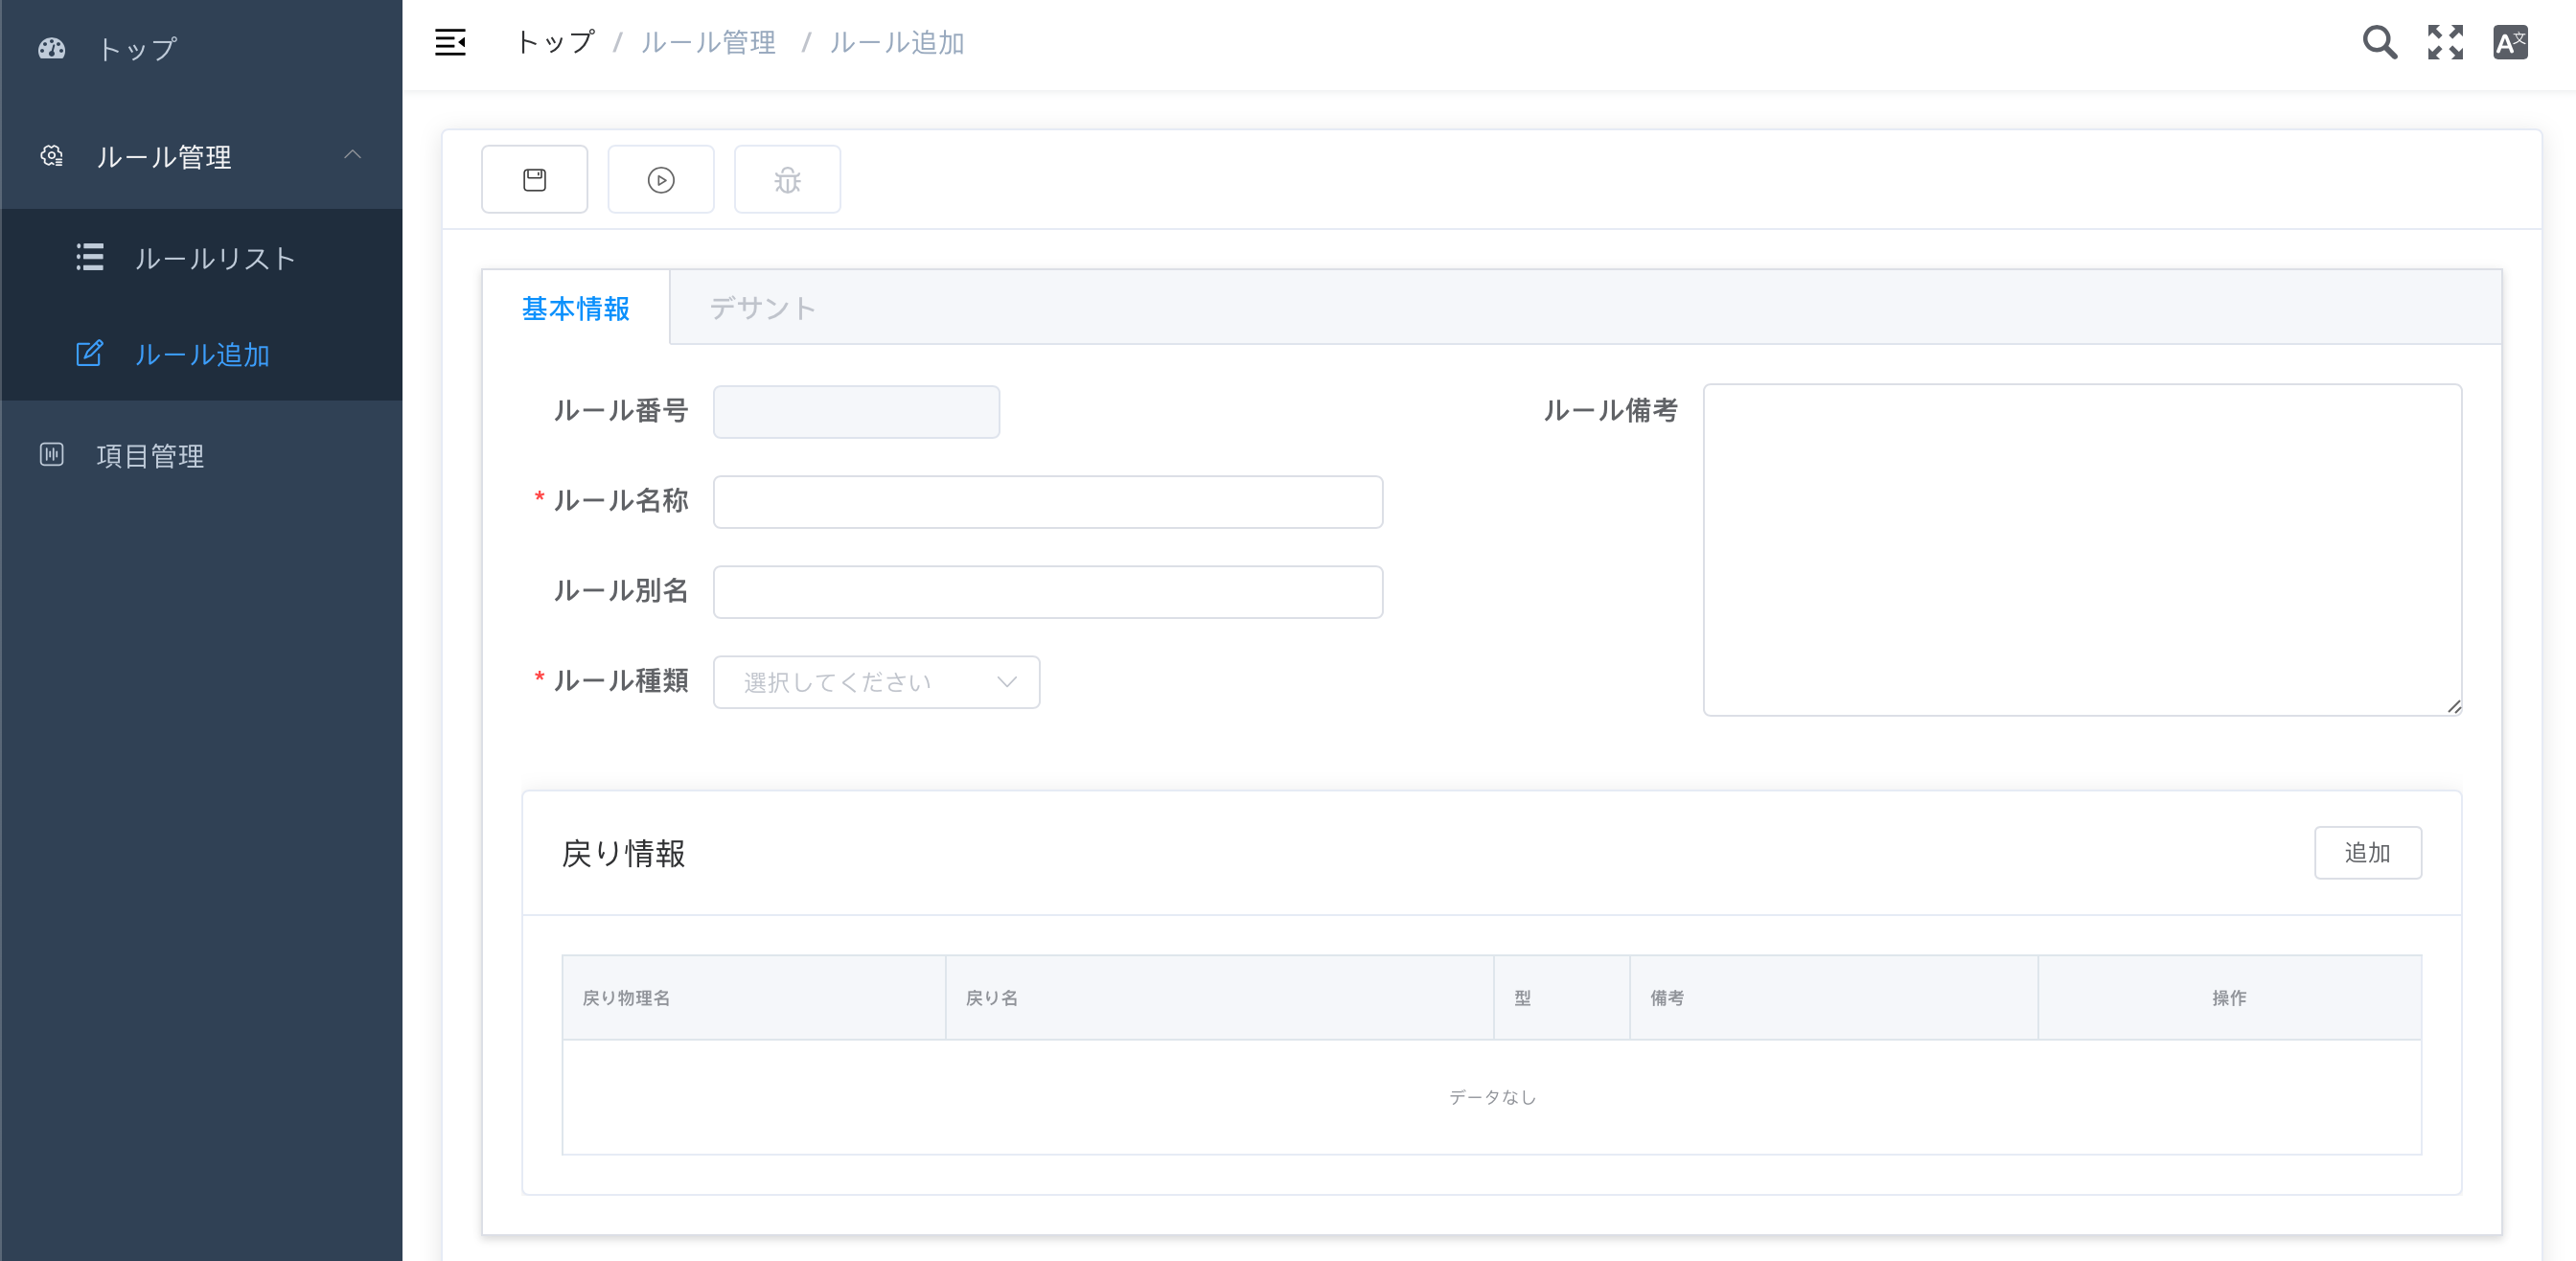 トップ
ルール管理
ルールリスト
ルール追加
項目管理
トップ / ルール管理 / ルール追加
A文
基本情報
デサント
ルール番号
* ルール名称
ルール別名
* ルール種類 選択してください
ルール備考
戻り情報
追加
戻り物理名 戻り名 型 備考 操作
データなし